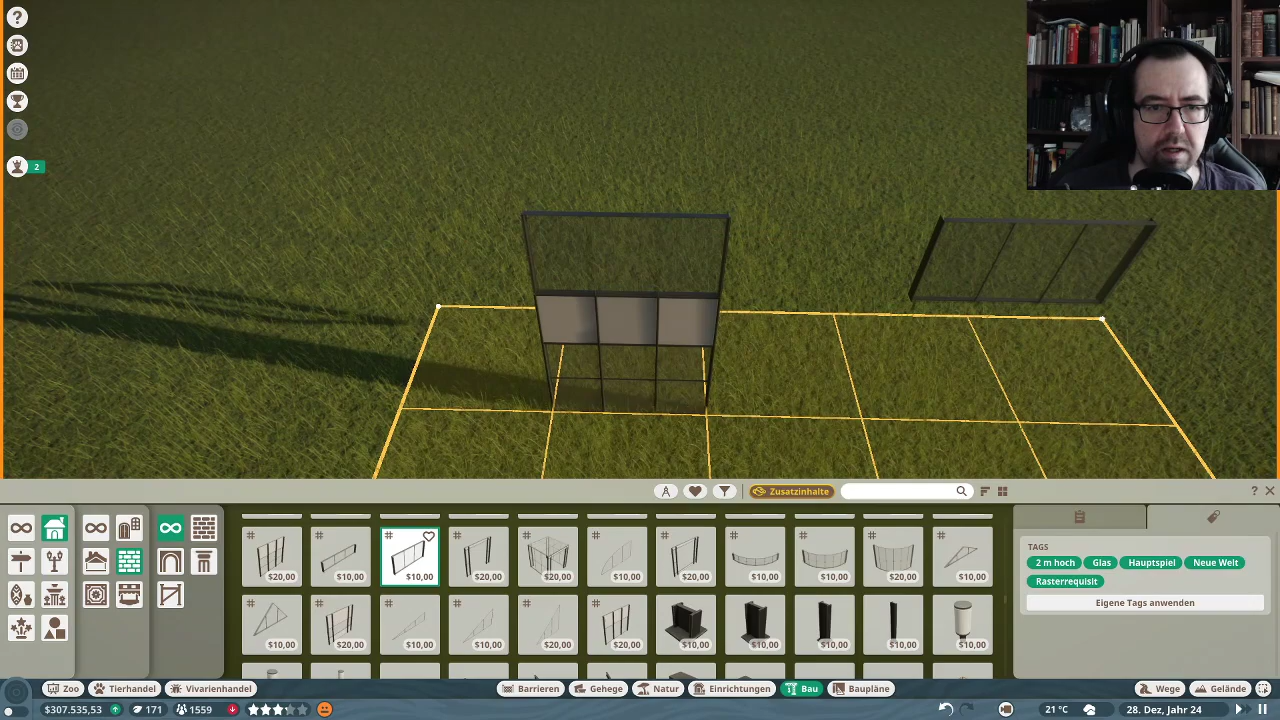 ?
2
Zusatzinhalte
? ✕
$20,00 $10,00 $10,00 $20,00 $20,00 $10,00 $20,00 $10,00 $10,00 $20,00 $10,00
$10,00 $20,00 $10,00 $10,00 $20,00 $20,00 $10,00 $10,00 $10,00 $10,00 $10,00
TAGS
2 m hoch Glas Hauptspiel Neue Welt
Rasterrequisit
Eigene Tags anwenden
Zoo Tierhandel Vivarienhandel Barrieren Gehege Natur Einrichtungen Bau Baupläne Wege Gelände
$307.535,53 171 1559 21 °C 28. Dez, Jahr 24